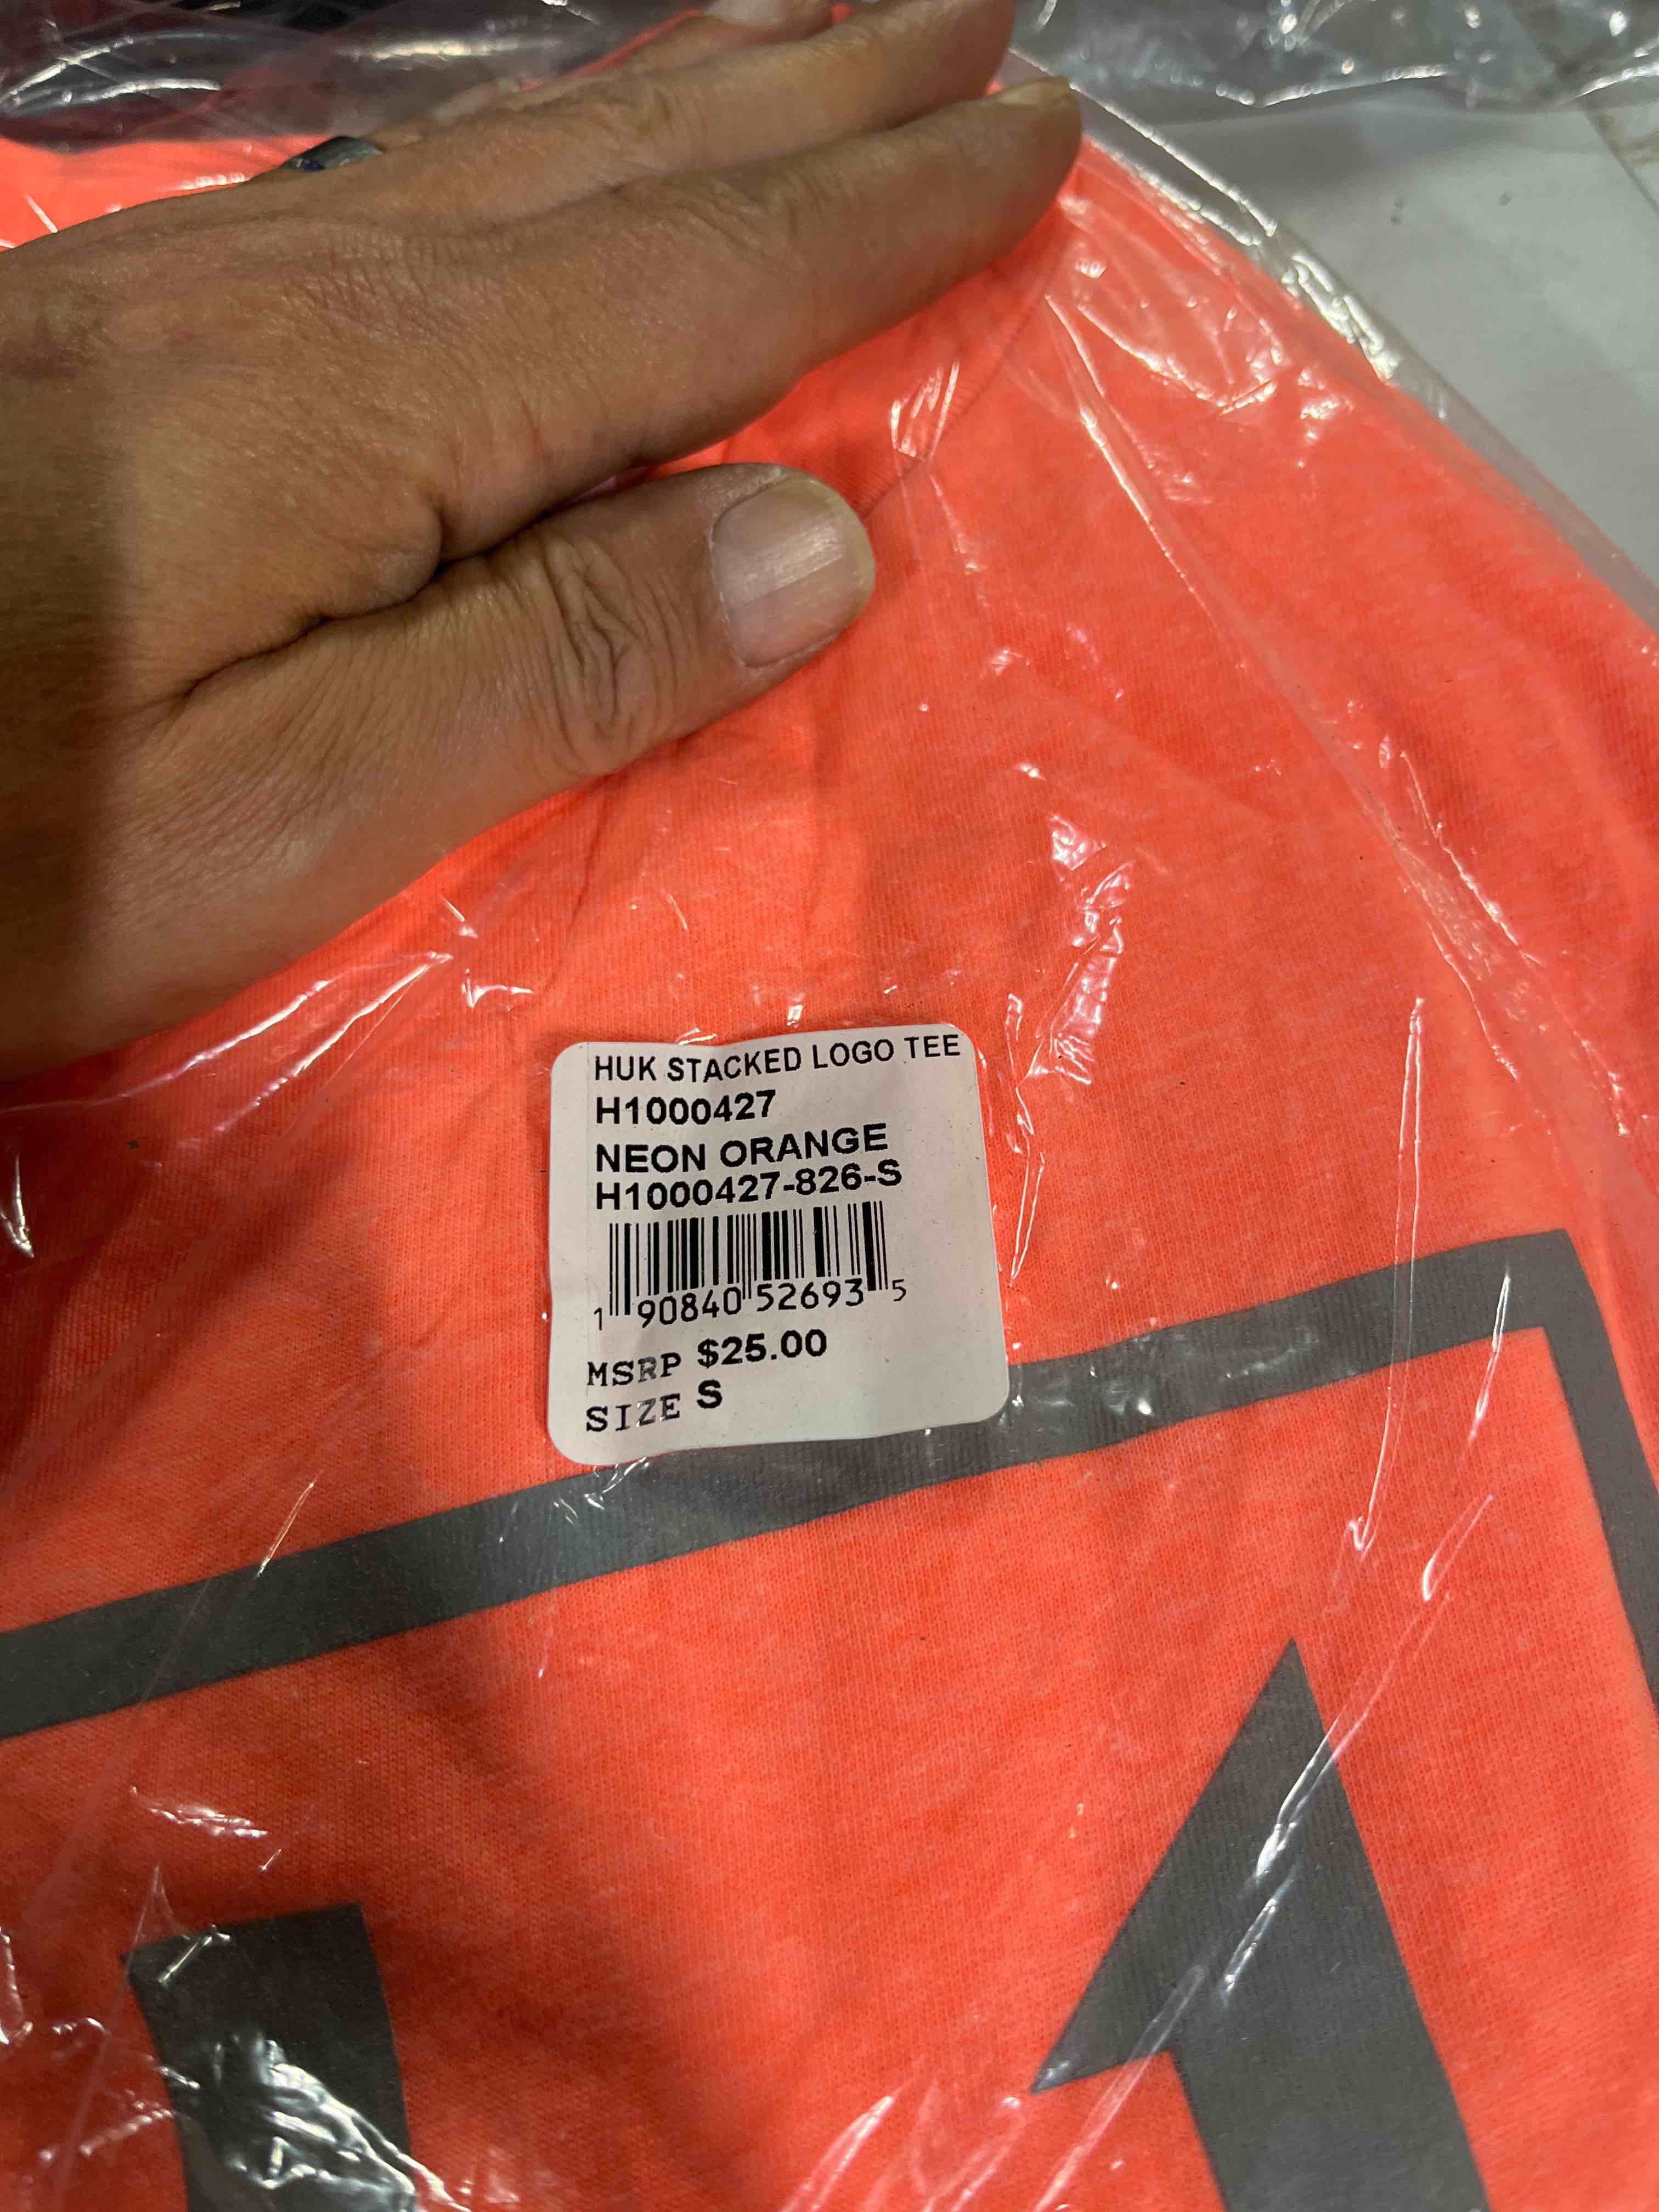 HUK STACKED LOGO TEE
H1000427
NEON ORANGE
H1000427-826-S
1 90840 52693 5
MSRP $25.00
SIZE S